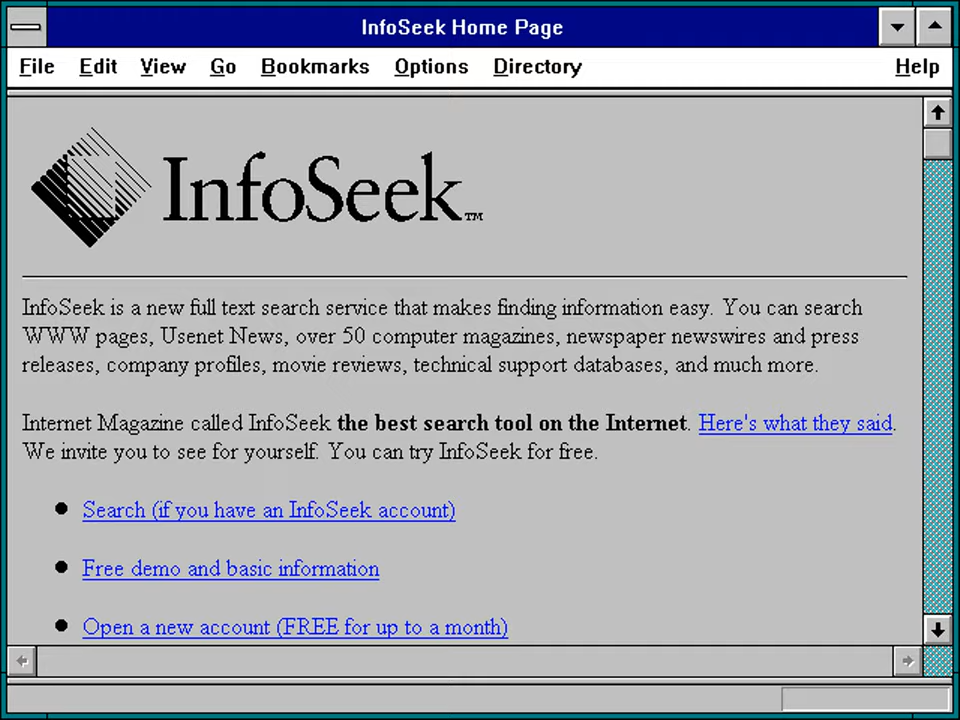 InfoSeek Home Page
File Edit View Go Bookmarks Options Directory Help
InfoSeek™
InfoSeek is a new full text search service that makes finding information easy. You can search
WWW pages, Usenet News, over 50 computer magazines, newspaper newswires and press
releases, company profiles, movie reviews, technical support databases, and much more.
Internet Magazine called InfoSeek the best search tool on the Internet. Here's what they said.
We invite you to see for yourself. You can try InfoSeek for free.
Search (if you have an InfoSeek account)
Free demo and basic information
Open a new account (FREE for up to a month)